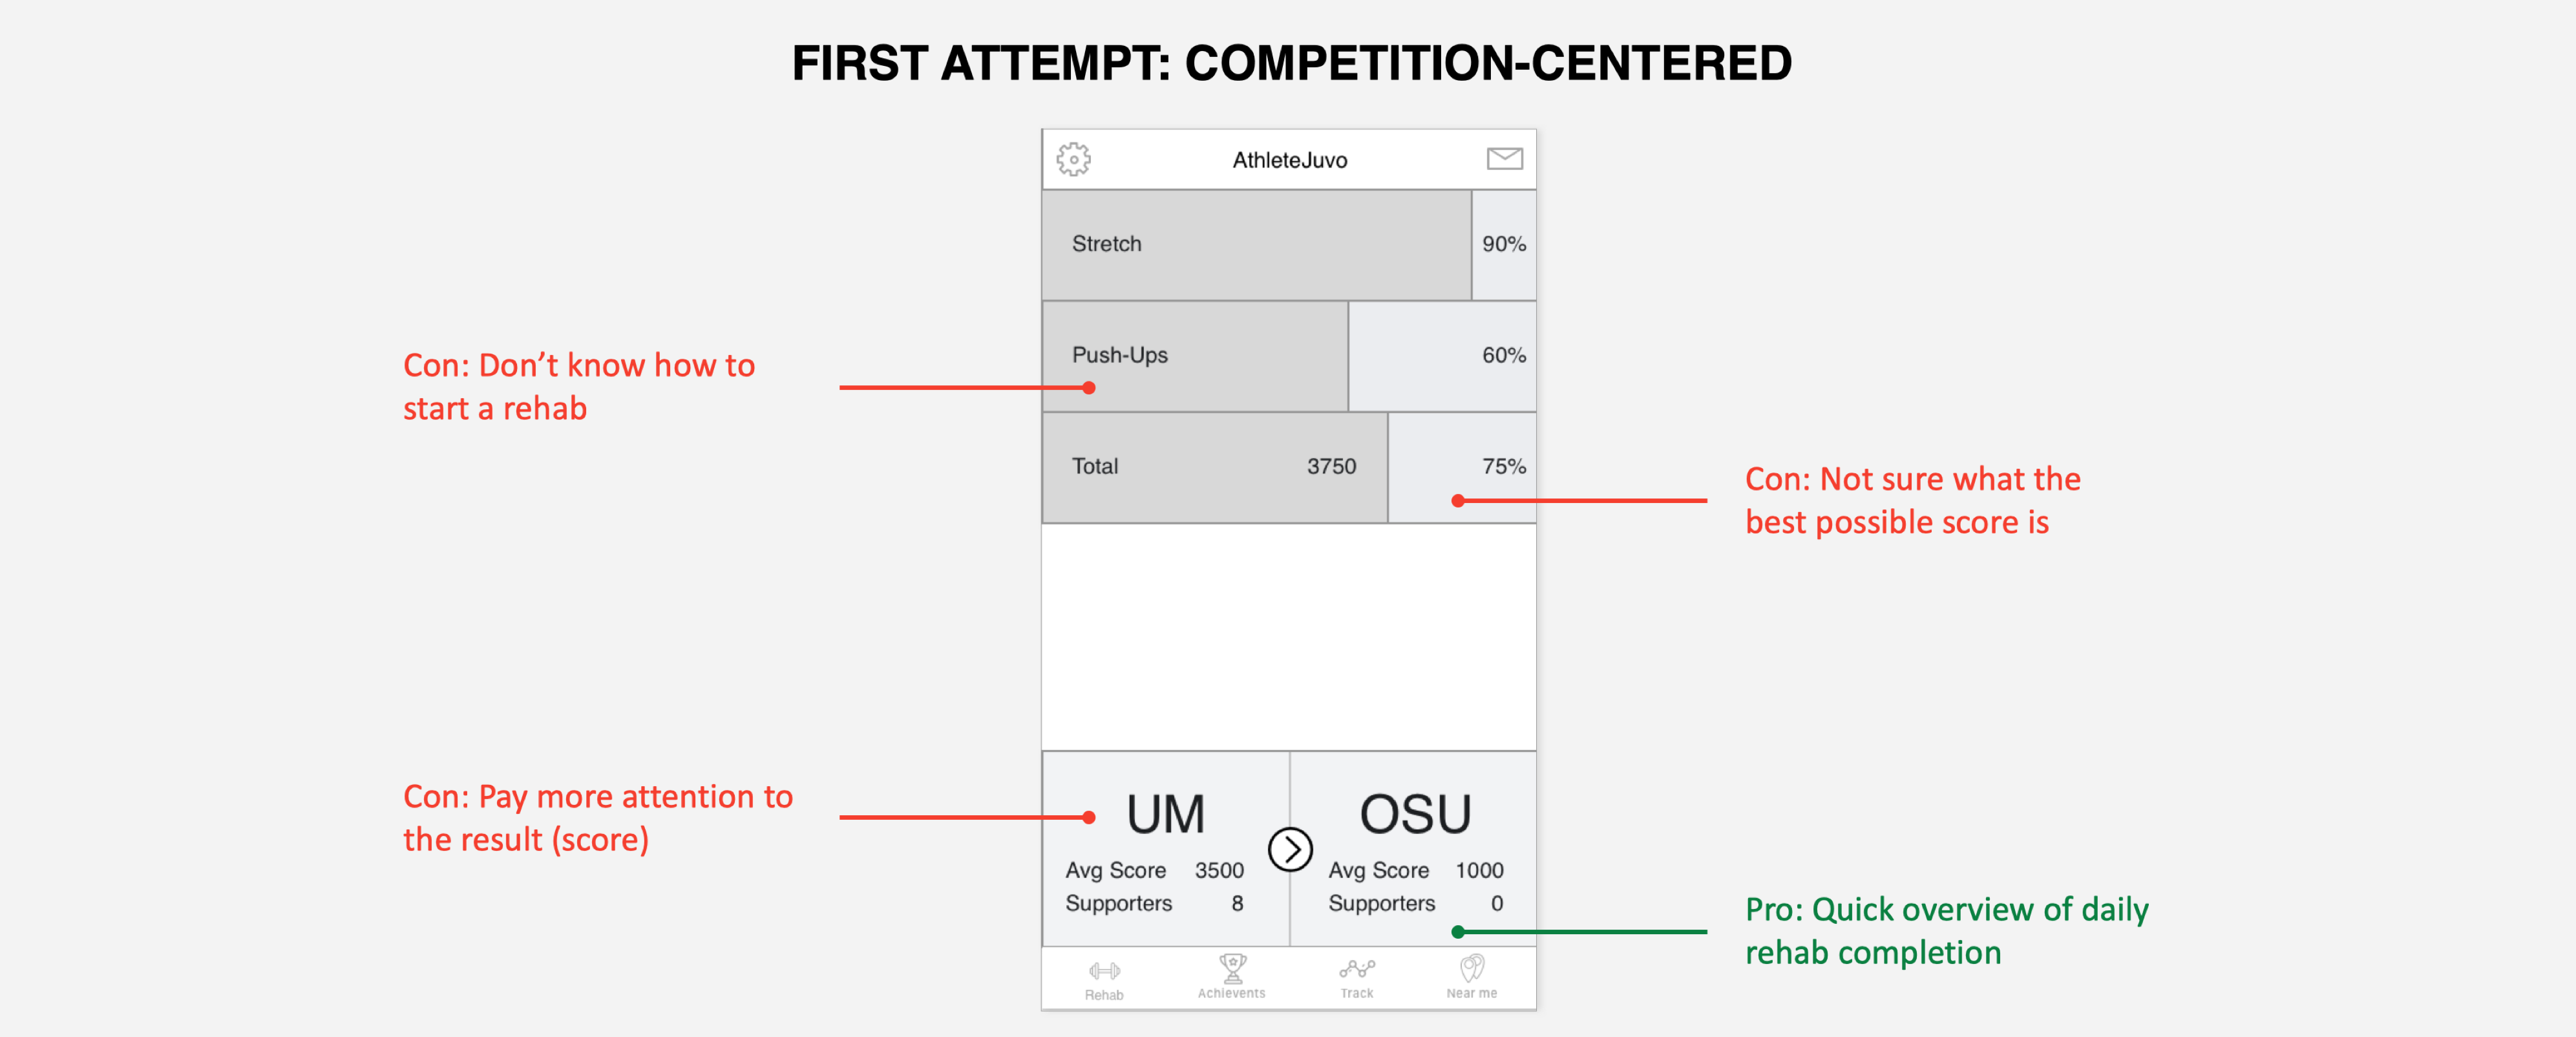 FIRST ATTEMPT: COMPETITION-CENTERED
AthleteJuvo
Stretch 90%
Push-Ups 60%
Total 3750 75%
Con: Don’t know how to
start a rehab
Con: Not sure what the
best possible score is
Con: Pay more attention to
the result (score)
UM
Avg Score 3500
Supporters 8
OSU
Avg Score 1000
Supporters 0
Pro: Quick overview of daily
rehab completion
Rehab
Achievents
Track
Near me